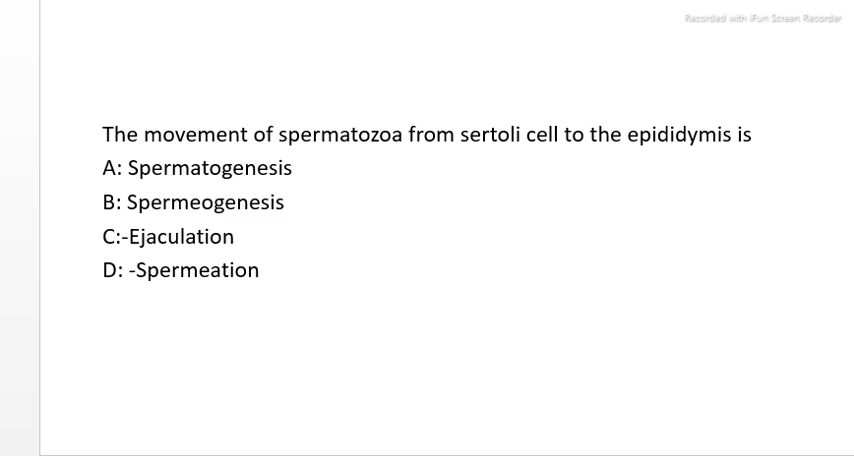 Recorded with iFun Screen Recorder
The movement of spermatozoa from sertoli cell to the epididymis is
A: Spermatogenesis
B: Spermeogenesis
C:-Ejaculation
D: -Spermeation